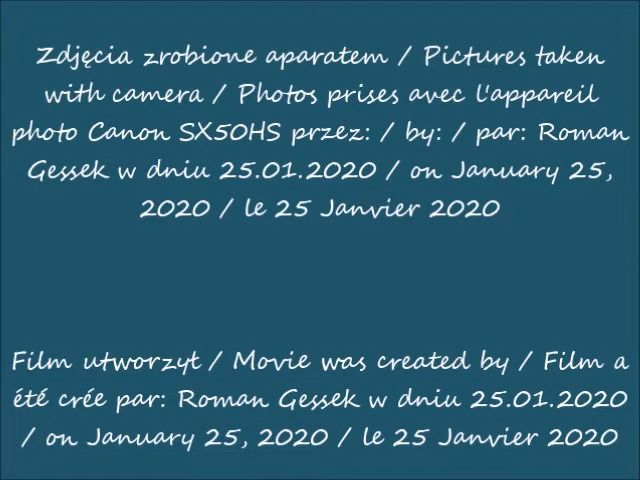 Zdjęcia zrobione aparatem / Pictures taken
with camera / Photos prises avec l'appareil
photo Canon SX50HS przez: / by: / par: Roman
Gessek w dniu 25.01.2020 / on January 25,
2020 / le 25 Janvier 2020
Film utworzył / Movie was created by / Film a
été crée par: Roman Gessek w dniu 25.01.2020
/ on January 25, 2020 / le 25 Janvier 2020